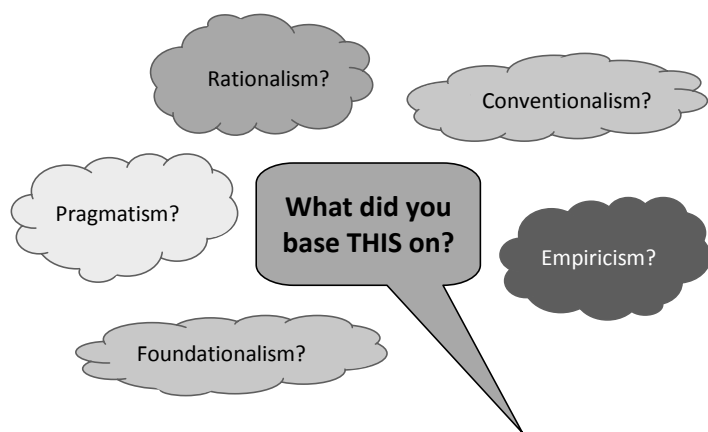 Rationalism?
Conventionalism?
Pragmatism?
What did you
base THIS on?
Empiricism?
Foundationalism?